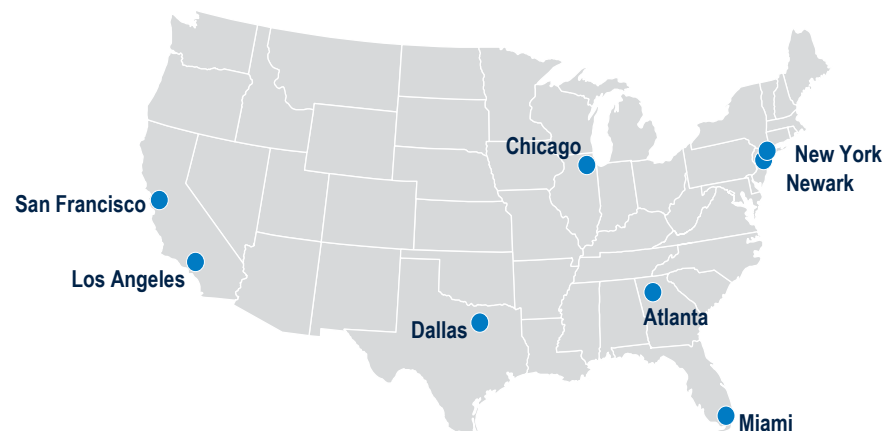 Chicago
New York
Newark
San Francisco
Los Angeles
Dallas
Atlanta
Miami